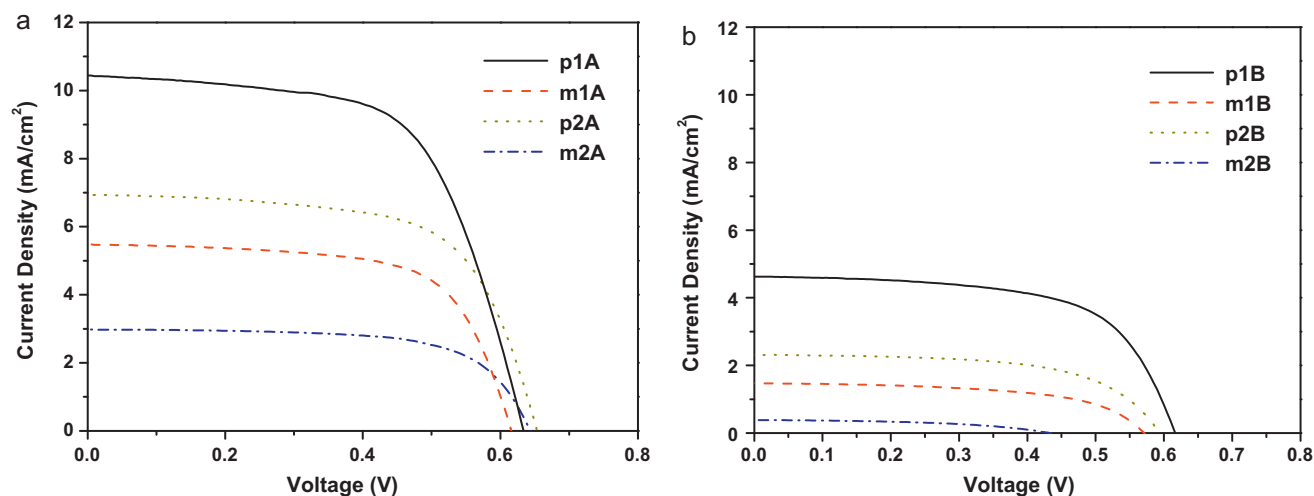 a
12
10
8
6
4
2
0
Current Density (mA/cm²)
0.0 0.2 0.4 0.6 0.8
Voltage (V)
p1A
m1A
p2A
m2A
b
12
10
8
6
4
2
0
Current Density (mA/cm²)
0.0 0.1 0.2 0.3 0.4 0.5 0.6 0.7 0.8
Voltage (V)
p1B
m1B
p2B
m2B